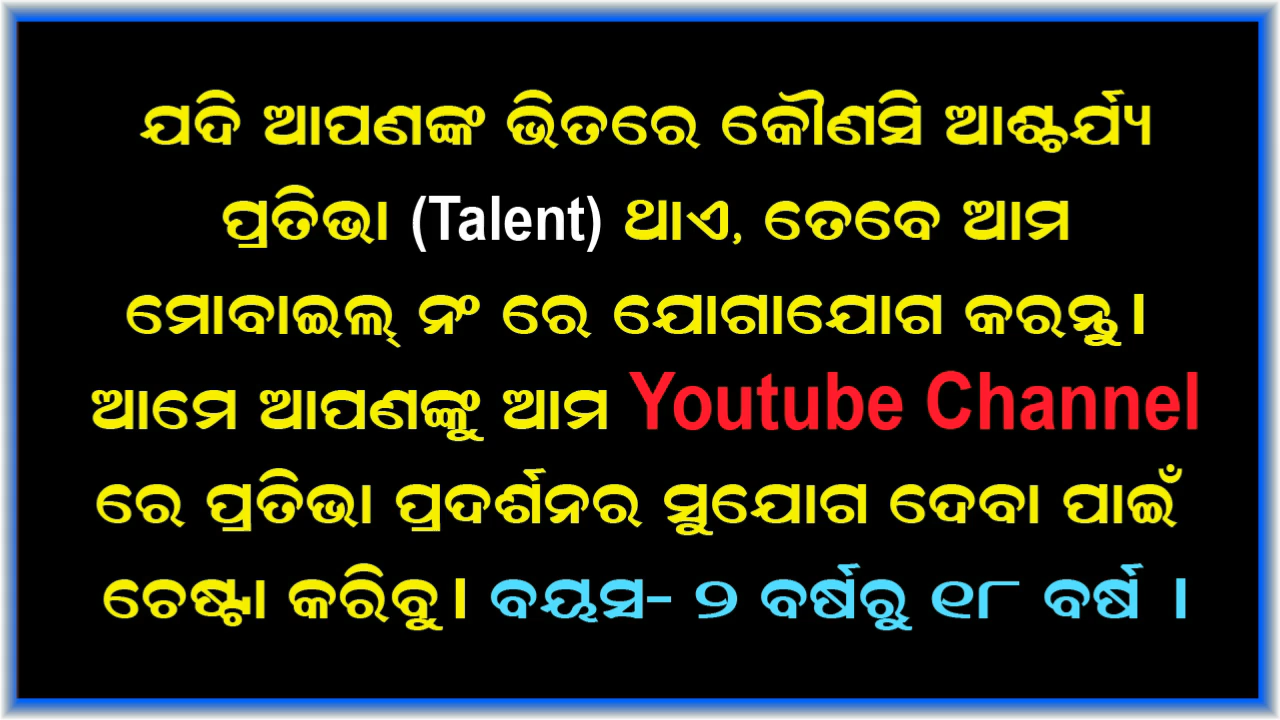 ଯଦି ଆପଣଙ୍କ ଭିତରେ କୌଣସି ଆଶ୍ଚର୍ଯ୍ୟ
ପ୍ରତିଭା (Talent) ଥାଏ, ତେବେ ଆମ
ମୋବାଇଲ୍ ନଂ ରେ ଯୋଗାଯୋଗ କରନ୍ତୁ।
ଆମେ ଆପଣଙ୍କୁ ଆମ Youtube Channel
ରେ ପ୍ରତିଭା ପ୍ରଦର୍ଶନର ସୁଯୋଗ ଦେବା ପାଇଁ
ଚେଷ୍ଟା କରିବୁ। ବୟସ- ୨ ବର୍ଷରୁ ୧୮ ବର୍ଷ ।